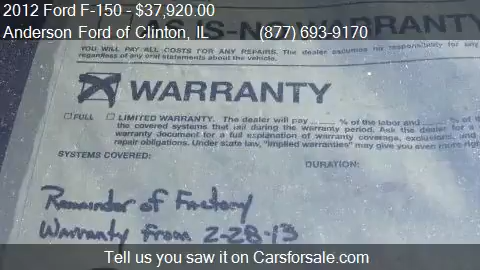 2012 Ford F-150 - $37,920.00
Anderson Ford of Clinton, IL (877) 693-9170
AS IS-NO WARRANTY
YOU WILL PAY ALL COSTS FOR ANY REPAIRS. The dealer assumes no responsibility for any
regardless of any oral statements about the vehicle.
WARRANTY
FULL LIMITED WARRANTY. The dealer will pay % of the labor and % of t
the covered systems that fail during the warranty period. Ask the dealer for a
warranty document for a full explanation of warranty coverage, exclusions, and
repair obligations. Under state law, "implied warranties" may give you even more righ
SYSTEMS COVERED:
DURATION:
Remainder of Factory
Warranty From 2-28-13
Tell us you saw it on Carsforsale.com